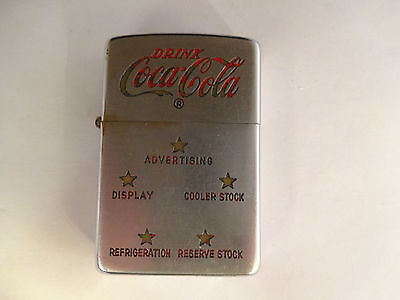 DRINK
Coca-Cola
®
ADVERTISING
DISPLAY COOLER STOCK
REFRIGERATION RESERVE STOCK